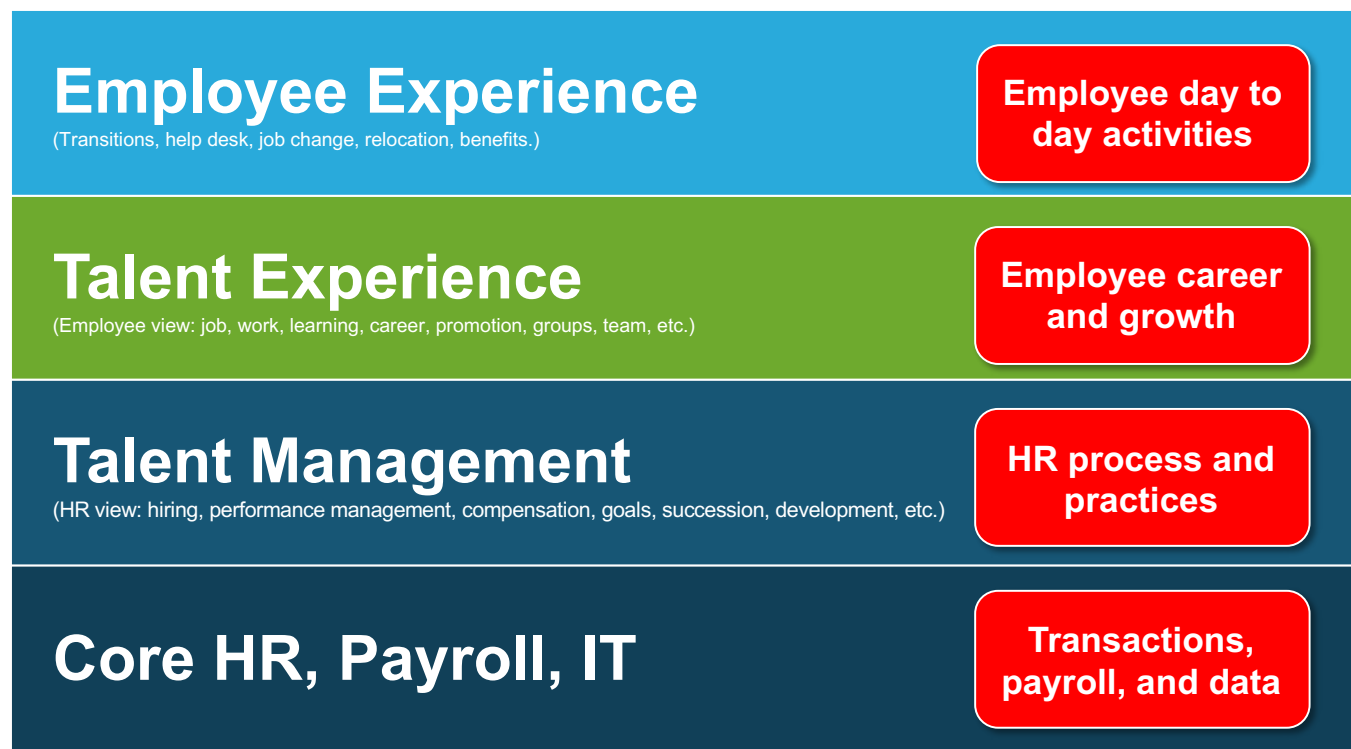 Employee Experience
(Transitions, help desk, job change, relocation, benefits.)
Employee day to
day activities
Talent Experience
(Employee view: job, work, learning, career, promotion, groups, team, etc.)
Employee career
and growth
Talent Management
(HR view: hiring, performance management, compensation, goals, succession, development, etc.)
HR process and
practices
Core HR, Payroll, IT
Transactions,
payroll, and data